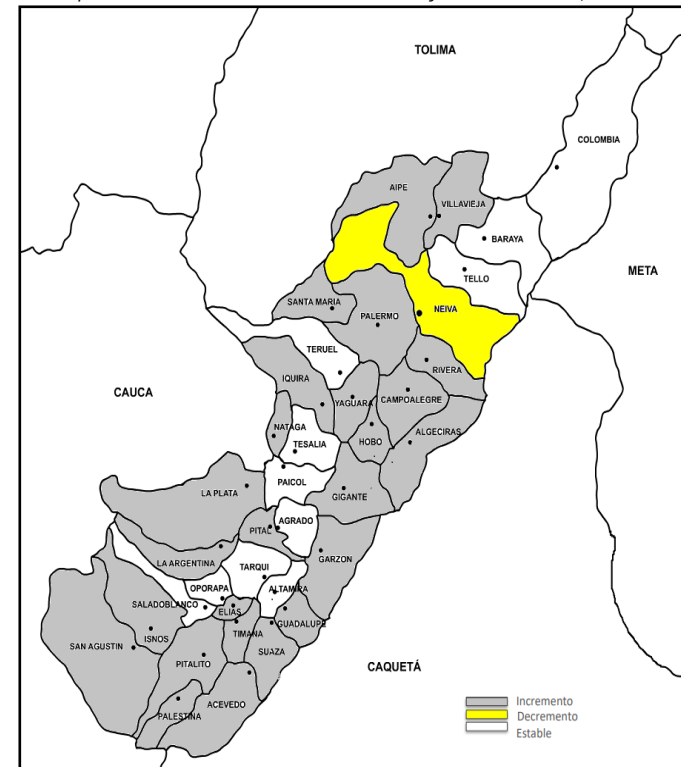 TOLIMA
COLOMBIA
AIPE
VILLAVIEJA
BARAYA
META
TELLO
SANTA MARIA
NEIVA
PALERMO
TERUEL
RIVERA
IQUIRA
CAUCA
YAGUARA
CAMPOALEGRE
NATAGA
ALGECIRAS
HOBO
TESALIA
PAICOL
LA PLATA
GIGANTE
AGRADO
PITAL
GARZON
LA ARGENTINA
TARQUI
OPORAPA
ALTAMIRA
SALADOBLANCO
ELIAS
GUADALUPE
TIMANA
ISNOS
SAN AGUSTIN
SUAZA
PITALITO
CAQUETÁ
ACEVEDO
PALESTINA
Incremento
Decremento
Estable